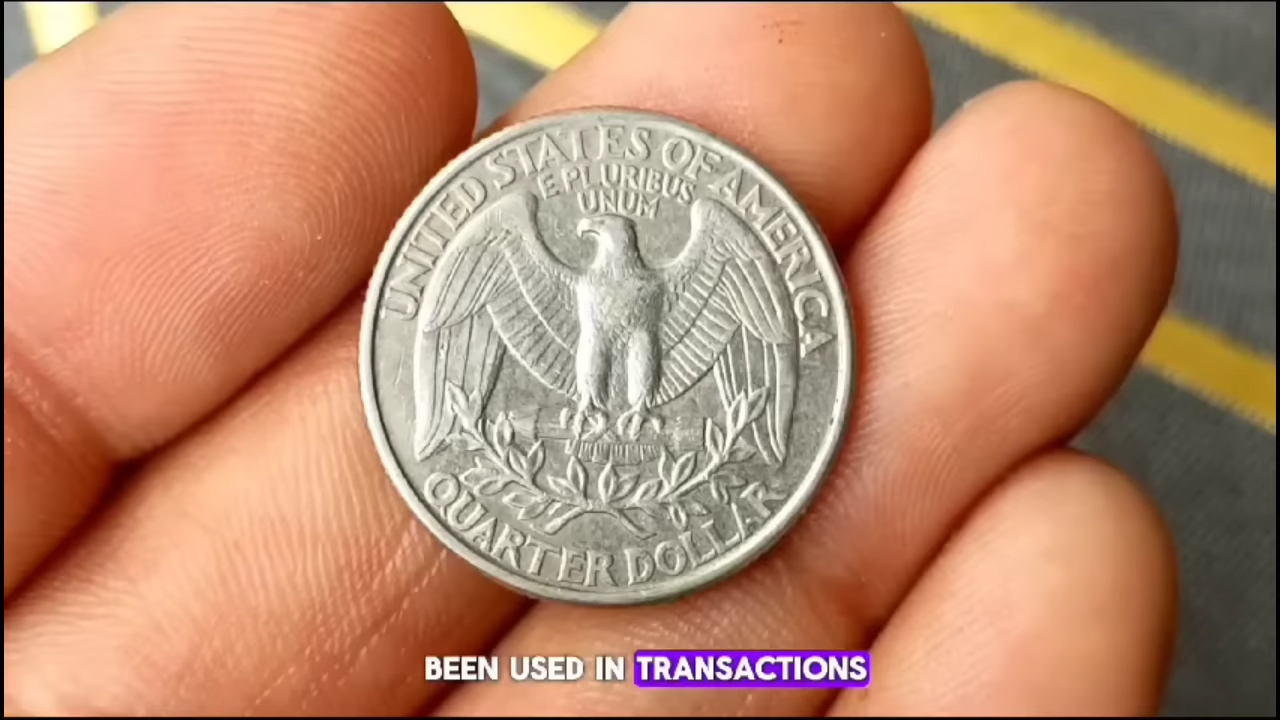 UNITED STATES OF AMERICA
E PLURIBUS
UNUM
QUARTER DOLLAR
BEEN USED IN TRANSACTIONS